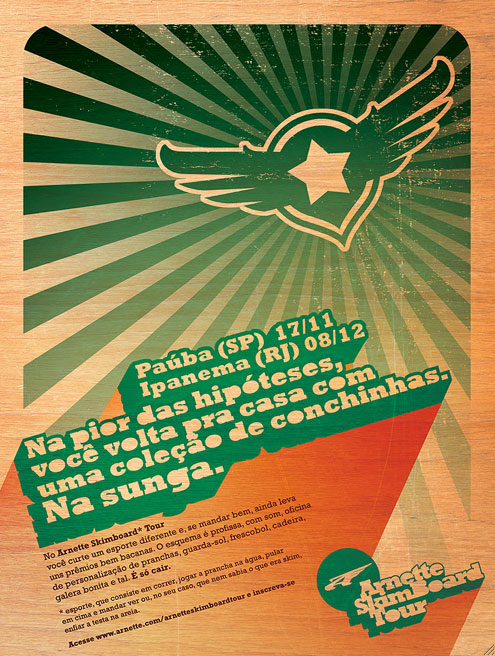 Paúba (SP) 17/11
Ipanema (RJ) 08/12
Na pior das hipóteses,
você volta pra casa com
uma coleção de conchinhas.
Na sunga.
No Arnette Skimboard* Tour
você curte um esporte diferente e, se mandar bem, ainda leva
uns prêmios bem bacanas. O esquema é profissa, com som, oficina
de personalização de pranchas, guarda-sol, frescobol, cadeira,
galera bonita e tal. É só cair.
* esporte, que consiste em correr, jogar a prancha na água, pular
em cima e mandar ver ou, no seu caso, que nem sabia o que era skim,
enfiar a testa na areia.
Acesse www.arnette.com/arnetteskimboardtour e inscreva-se
Arnette
Skimboard
Tour